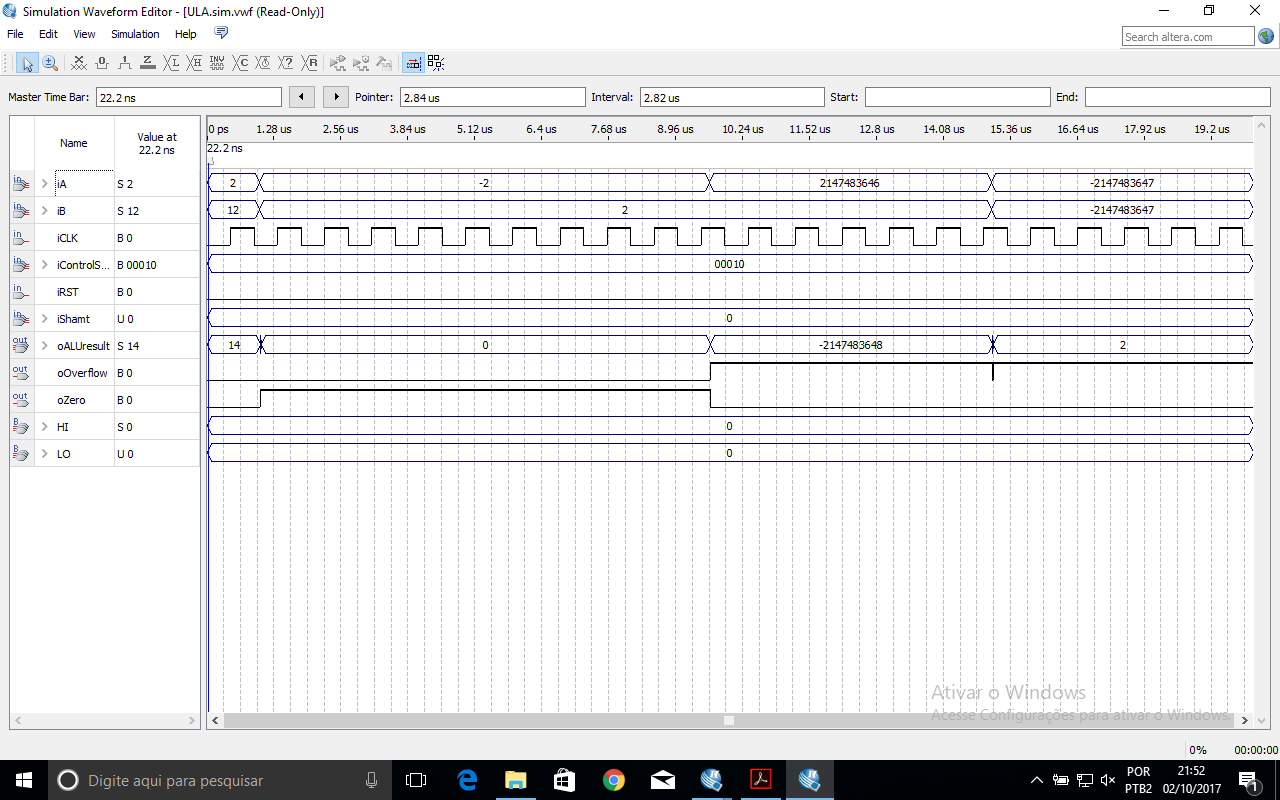 Simulation Waveform Editor - [ULA.sim.vwf (Read-Only)]
File Edit View Simulation Help
Search altera.com
Master Time Bar: 22.2 ns Pointer: 2.84 us Interval: 2.82 us Start: End:
Name
Value at
22.2 ns
0 ps 1.28 us 2.56 us 3.84 us 5.12 us 6.4 us 7.68 us 8.96 us 10.24 us 11.52 us 12.8 us 14.08 us 15.36 us 16.64 us 17.92 us 19.2 us
22.2 ns
iA S 2 2 -2 2147483646 -2147483647
iB S 12 12 2 -2147483647
iCLK B 0
iControlS... B 00010 00010
iRST B 0
iShamt U 0 0
oALUresult S 14 14 0 -2147483648 2
oOverflow B 0
oZero B 0
HI S 0 0
LO U 0 0
Ativar o Windows
Acesse Configurações para ativar o Windows.
0% 00:00:00
Digite aqui para pesquisar
POR
PTB2
21:52
02/10/2017
1